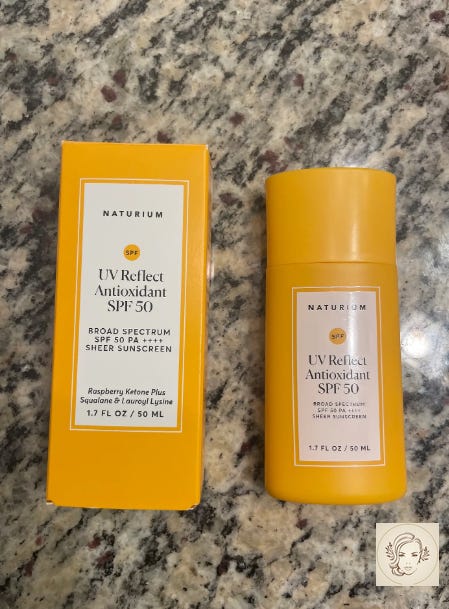 NATURIUM
SPF
UV Reflect
Antioxidant
SPF 50
BROAD SPECTRUM
SPF 50 PA ++++
SHEER SUNSCREEN
Raspberry Ketone Plus
Squalane & Lauroyl Lysine
1.7 FL OZ / 50 ML
NATURIUM
SPF
UV Reflect
Antioxidant
SPF 50
BROAD SPECTRUM
SPF 50 PA ++++
SHEER SUNSCREEN
1.7 FL OZ / 50 ML